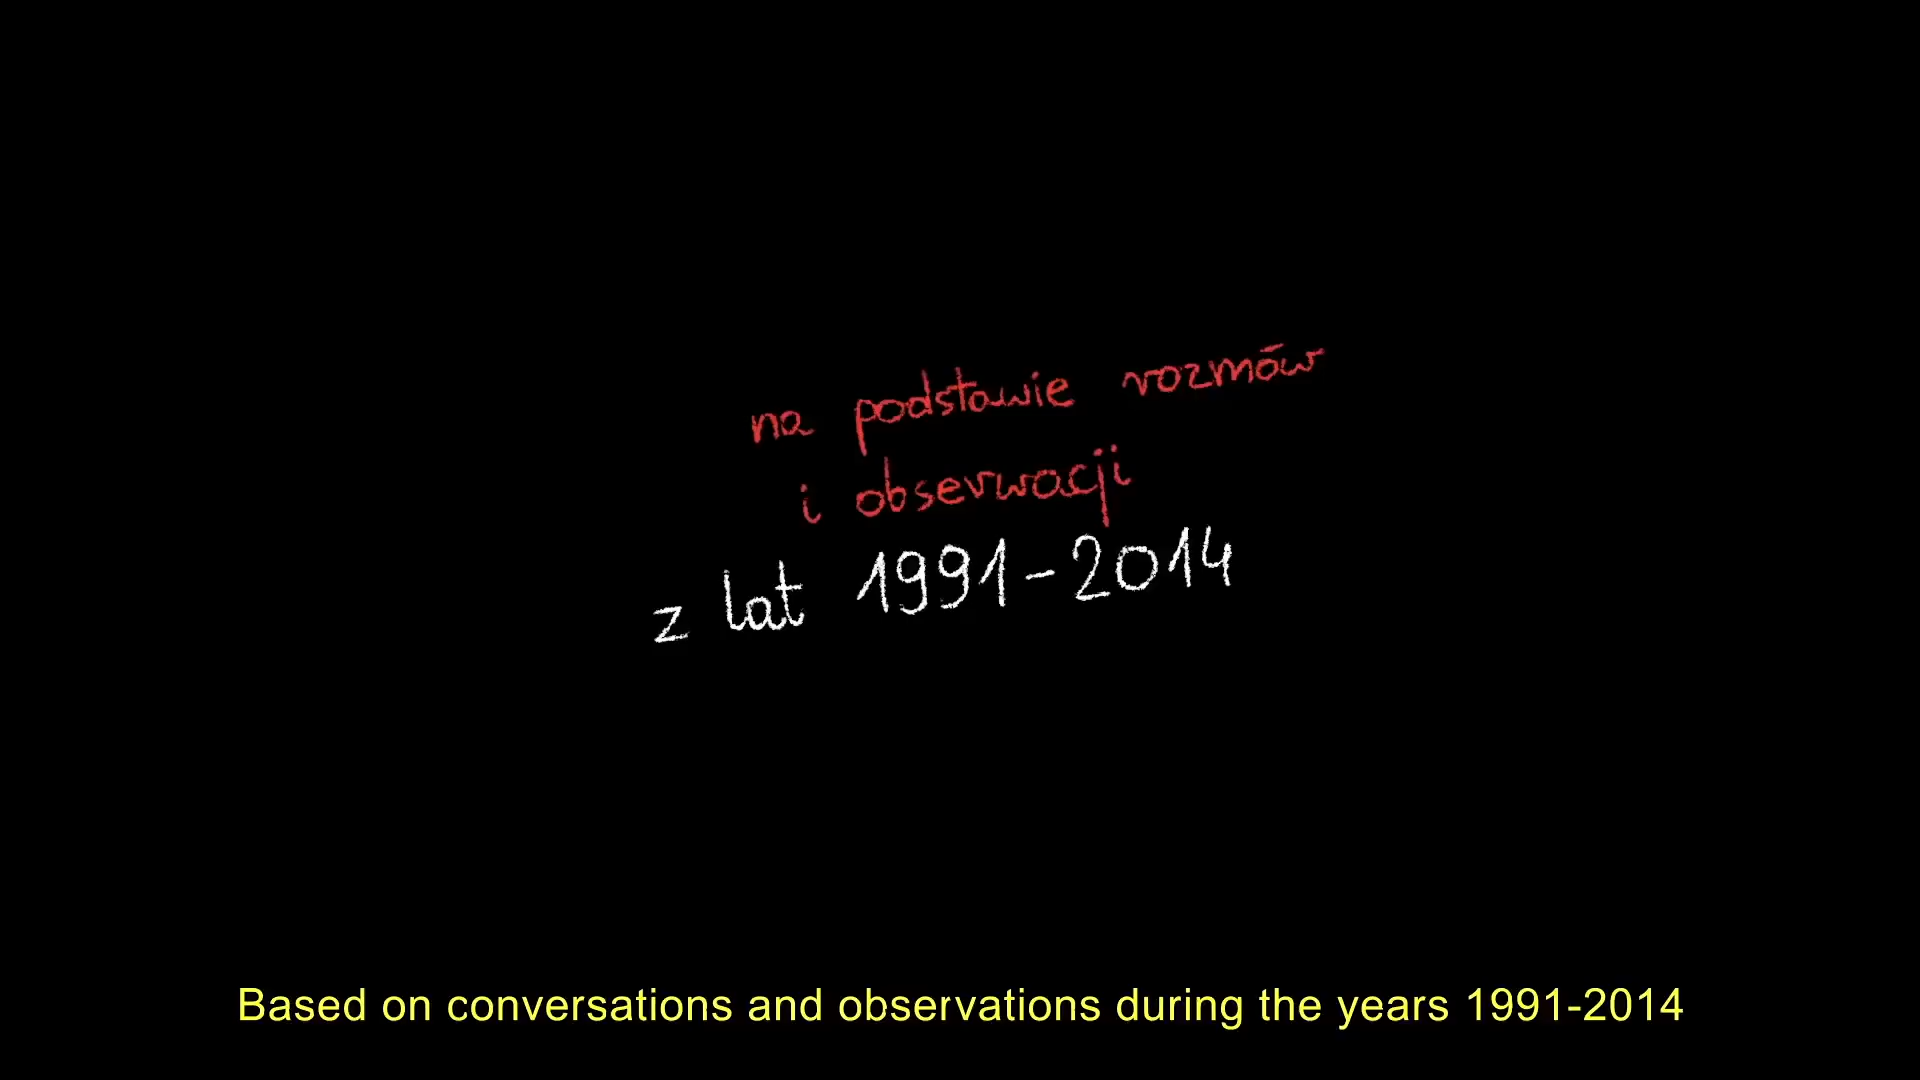 na podstawie rozmów
i obserwacji
z lat 1991-2014
Based on conversations and observations during the years 1991-2014